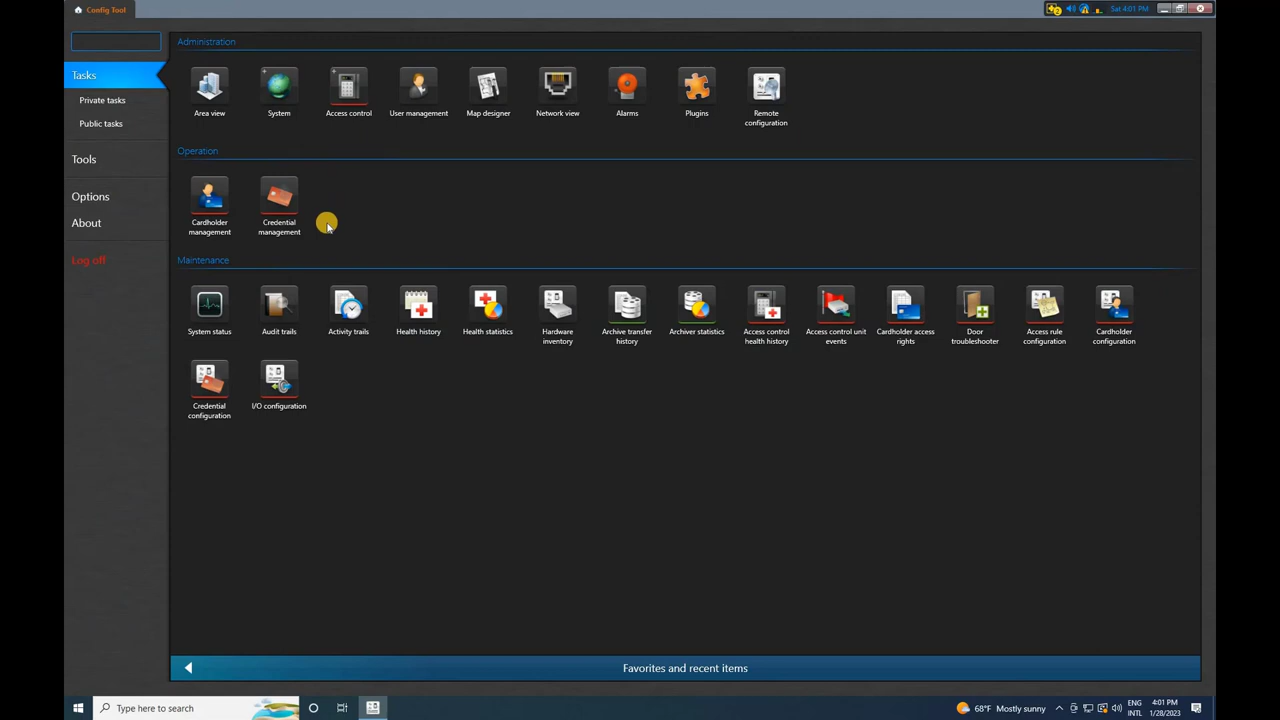 Config Tool
Sat 4:01 PM
Tasks
Private tasks
Public tasks
Tools
Options
About
Log off
Administration
Area view
System
Access control
User management
Map designer
Network view
Alarms
Plugins
Remote
configuration
Operation
Cardholder
management
Credential
management
Maintenance
System status
Audit trails
Activity trails
Health history
Health statistics
Hardware
inventory
Archive transfer
history
Archiver statistics
Access control
health history
Access control unit
events
Cardholder access
rights
Door
troubleshooter
Access rule
configuration
Cardholder
configuration
Credential
configuration
I/O configuration
Favorites and recent items
Type here to search
68°F Mostly sunny
ENG
INTL
4:01 PM
1/28/2023